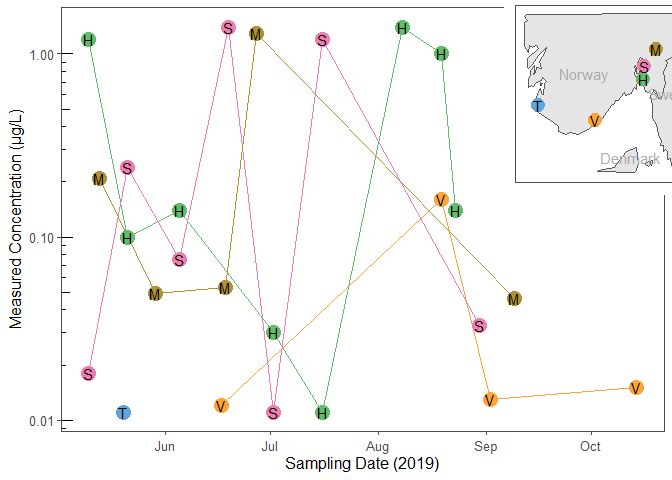 Measured Concentration (µg/L)
1.00
0.10
0.01
H
S
M
S
H
H
S
M
S
H
H
M
S
V
H
M
S
M
M
H
S
S
T
V
S
H
V
V
Jun
Jul
Aug
Sep
Oct
Sampling Date (2019)
M
S
Norway
H
Swe
T
V
Denmark